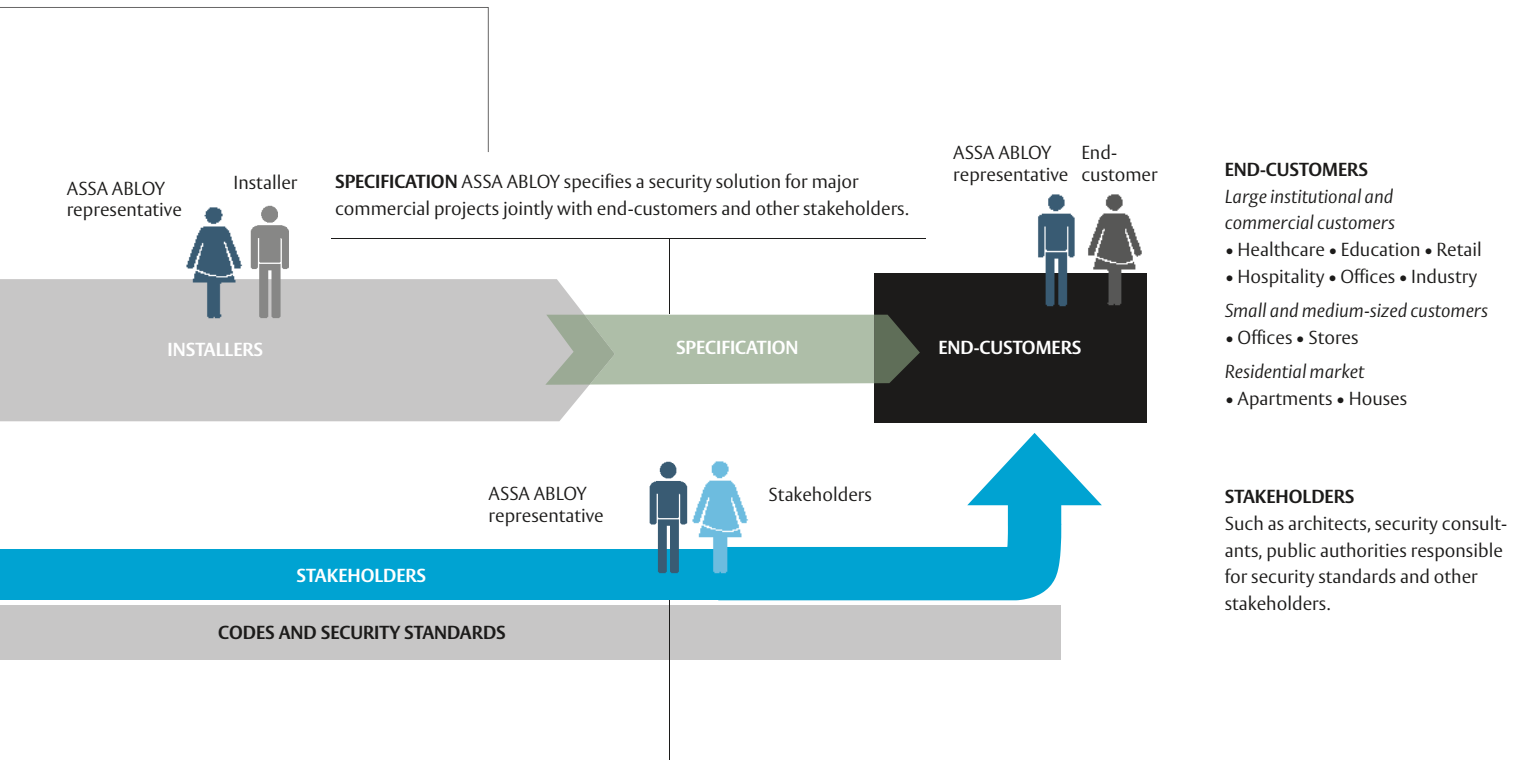 ASSA ABLOY
representative
Installer
SPECIFICATION ASSA ABLOY specifies a security solution for major
commercial projects jointly with end-customers and other stakeholders.
ASSA ABLOY
representative
End-
customer
INSTALLERS
SPECIFICATION
END-CUSTOMERS
ASSA ABLOY
representative
Stakeholders
STAKEHOLDERS
CODES AND SECURITY STANDARDS
END-CUSTOMERS
Large institutional and
commercial customers
• Healthcare • Education • Retail
• Hospitality • Offices • Industry
Small and medium-sized customers
• Offices • Stores
Residential market
• Apartments • Houses
STAKEHOLDERS
Such as architects, security consult-
ants, public authorities responsible
for security standards and other
stakeholders.